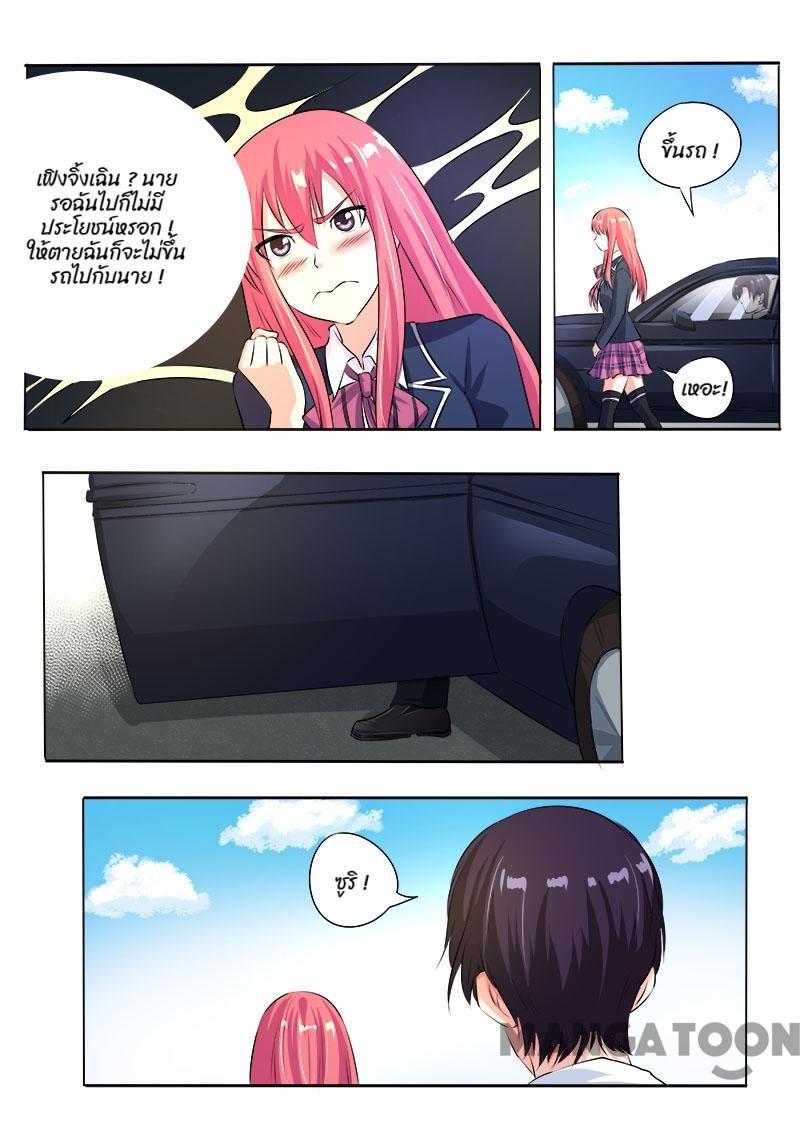 เฟิงจิ้งเฉิน ? นาย
รอฉันไปก็ไม่มี
ประโยชน์หรอก !
ให้ตายฉันก็จะไม่ขึ้น
รถไปกับนาย !
ขึ้นรถ !
เหอะ!
ซูริ !
MANGATOON